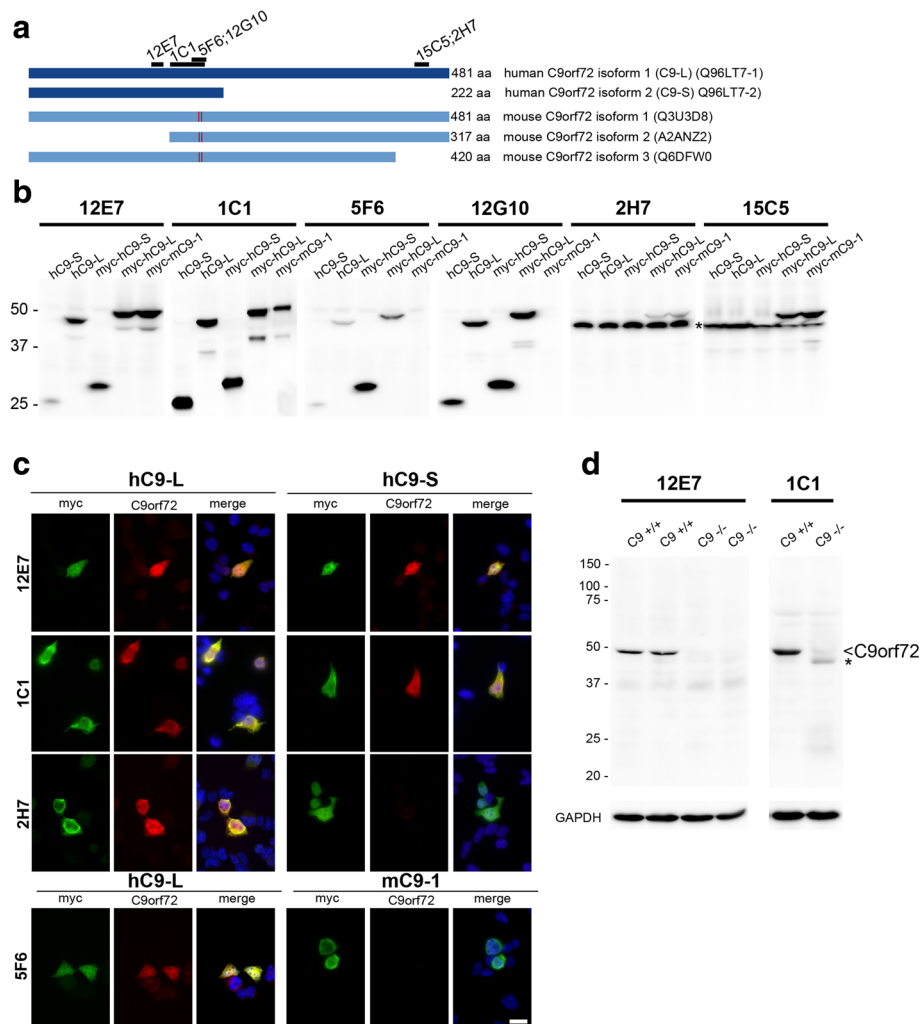 a
12E7
1C1
5F6;12G10
15C5;2H7
481 aa human C9orf72 isoform 1 (C9-L) (Q96LT7-1)
222 aa human C9orf72 isoform 2 (C9-S) Q96LT7-2)
481 aa mouse C9orf72 isoform 1 (Q3U3D8)
317 aa mouse C9orf72 isoform 2 (A2ANZ2)
420 aa mouse C9orf72 isoform 3 (Q6DFW0
b
12E7 1C1 5F6 12G10 2H7 15C5
hC9-S hC9-L myc-hC9-S myc-hC9-L myc-mC9-1 hC9-S hC9-L myc-hC9-S myc-hC9-L myc-mC9-1 hC9-S hC9-L myc-hC9-S myc-hC9-L myc-mC9-1 hC9-S hC9-L myc-hC9-S myc-hC9-L myc-mC9-1 hC9-S hC9-L myc-hC9-S myc-hC9-L myc-mC9-1 hC9-S hC9-L myc-hC9-S myc-hC9-L myc-mC9-1
50 -
*
37 -
25 -
c
hC9-L hC9-S
myc C9orf72 merge myc C9orf72 merge
12E7
1C1
2H7
hC9-L mC9-1
myc C9orf72 merge myc C9orf72 merge
5F6
d
12E7 1C1
C9 +/+ C9 +/+ C9 -/- C9 -/- C9 +/+ C9 -/-
150 -
100 -
75 -
50 -
<C9orf72
*
37 -
25 -
20 -
GAPDH